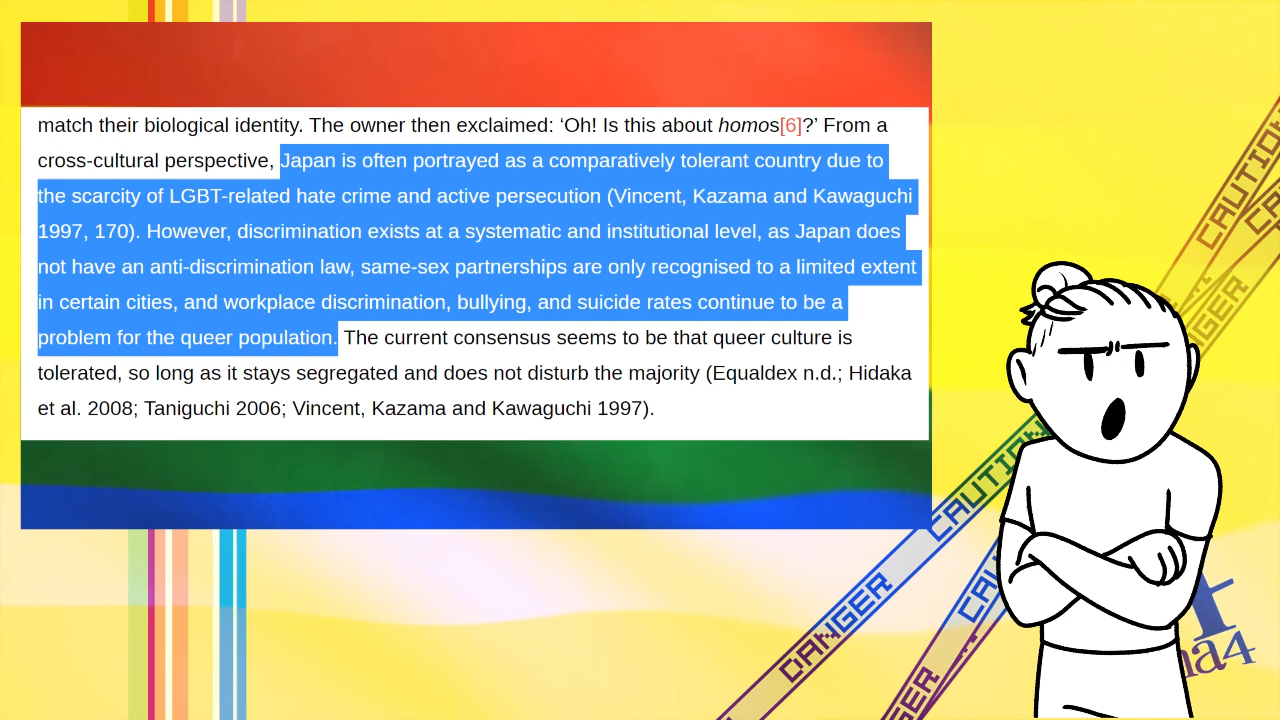 match their biological identity. The owner then exclaimed: ‘Oh! Is this about homos[6]?’ From a
cross-cultural perspective, Japan is often portrayed as a comparatively tolerant country due to
the scarcity of LGBT-related hate crime and active persecution (Vincent, Kazama and Kawaguchi
1997, 170). However, discrimination exists at a systematic and institutional level, as Japan does
not have an anti-discrimination law, same-sex partnerships are only recognised to a limited extent
in certain cities, and workplace discrimination, bullying, and suicide rates continue to be a
problem for the queer population. The current consensus seems to be that queer culture is
tolerated, so long as it stays segregated and does not disturb the majority (Equaldex n.d.; Hidaka
et al. 2008; Taniguchi 2006; Vincent, Kazama and Kawaguchi 1997).
CAUTION
CAUTION
DANGER